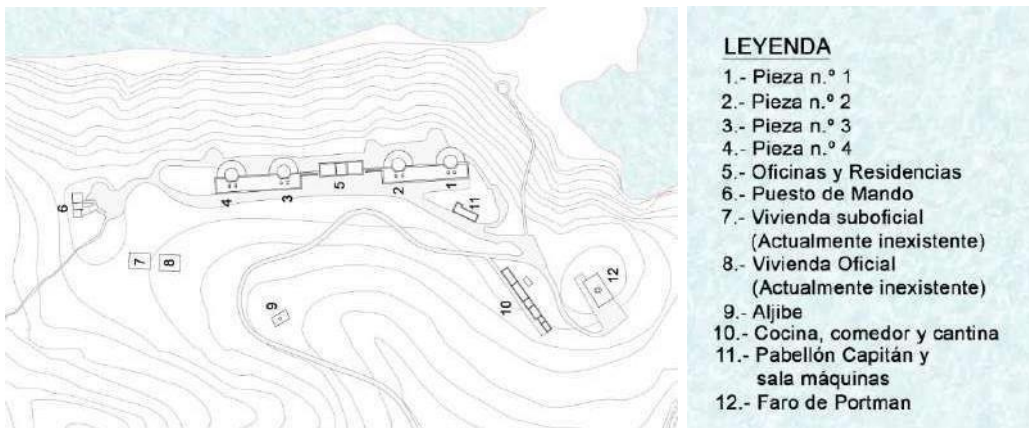 6
4
3
5
2
1
11
7
8
9
10
12
LEYENDA
1.- Pieza n.º 1
2.- Pieza n.º 2
3.- Pieza n.º 3
4.- Pieza n.º 4
5.- Oficinas y Residencias
6.- Puesto de Mando
7.- Vivienda suboficial
(Actualmente inexistente)
8.- Vivienda Oficial
(Actualmente inexistente)
9.- Aljibe
10.- Cocina, comedor y cantina
11.- Pabellón Capitán y
sala máquinas
12.- Faro de Portman